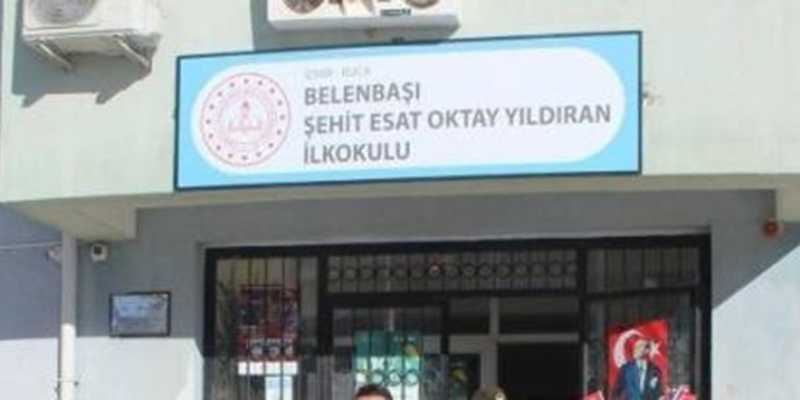 İZMİR - BUCA
BELENBAŞI
ŞEHİT ESAT OKTAY YILDIRAN
İLKOKULU